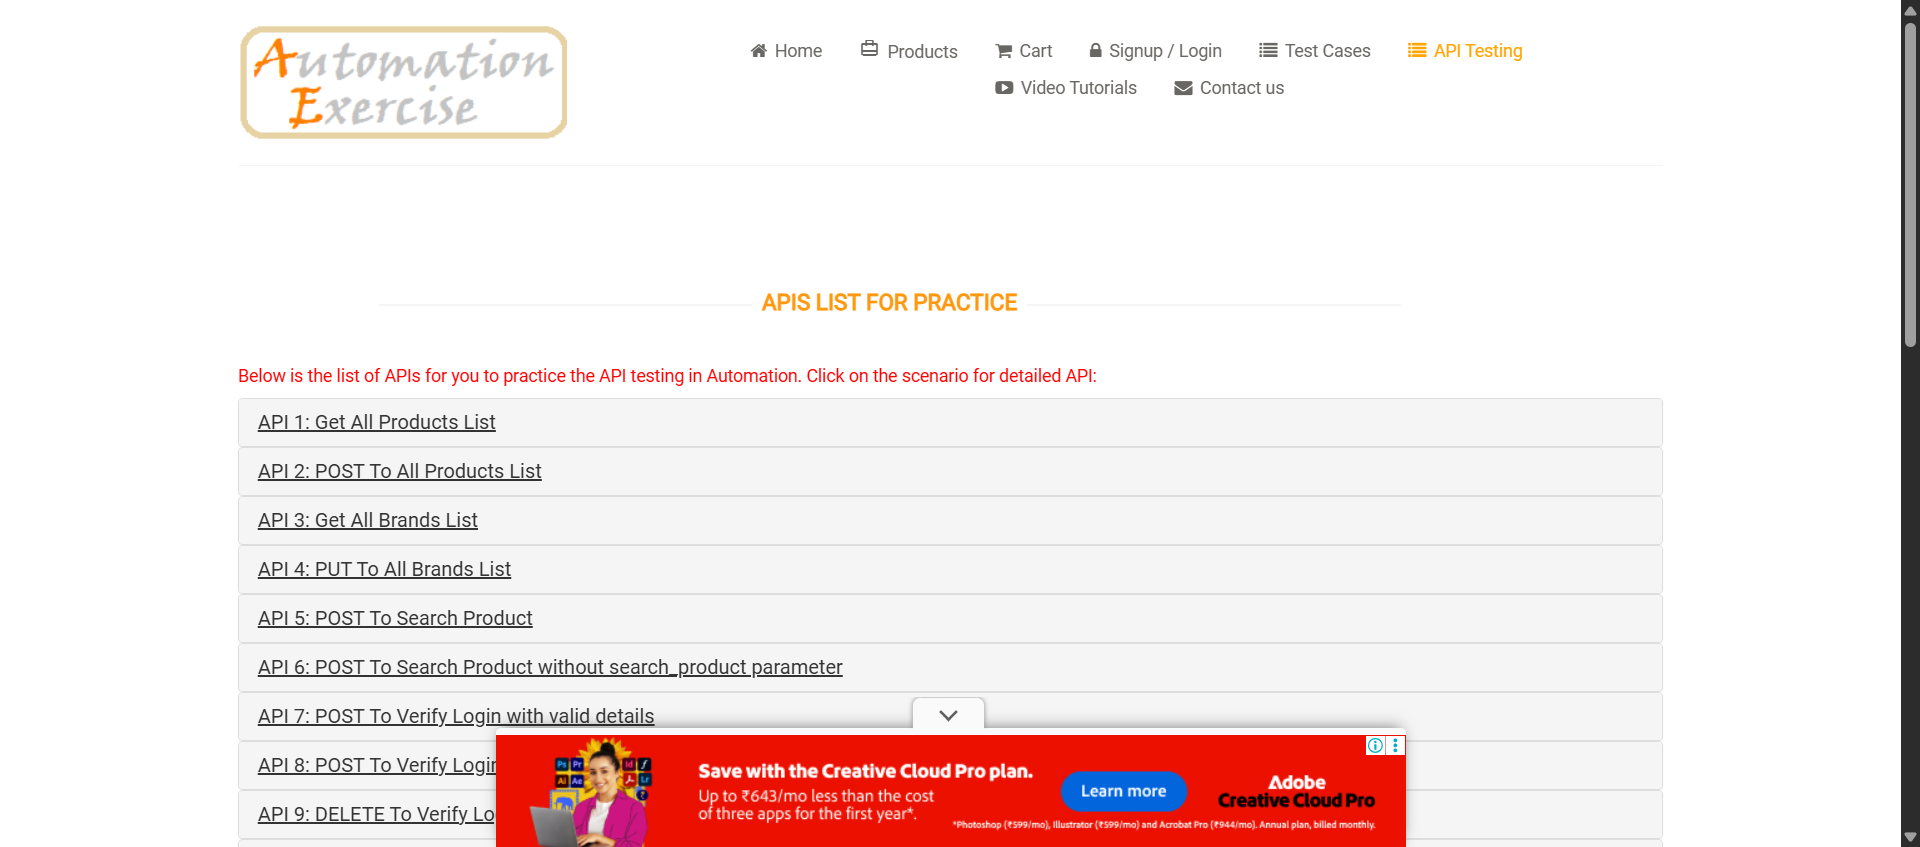 Automation
Exercise
Home
Products
Cart
Signup / Login
Test Cases
API Testing
Video Tutorials
Contact us
APIS LIST FOR PRACTICE
Below is the list of APIs for you to practice the API testing in Automation. Click on the scenario for detailed API:
API 1: Get All Products List
API 2: POST To All Products List
API 3: Get All Brands List
API 4: PUT To All Brands List
API 5: POST To Search Product
API 6: POST To Search Product without search_product parameter
API 7: POST To Verify Login with valid details
API 8: POST To Verify Login
API 9: DELETE To Verify Lo
Ps Pr
Ai Ae
Id
Lr
Save with the Creative Cloud Pro plan.
Up to ₹643/mo less than the cost
of three apps for the first year*.
Learn more
Adobe
Creative Cloud Pro
*Photoshop (₹599/mo), Illustrator (₹599/mo) and Acrobat Pro (₹944/mo). Annual plan, billed monthly.